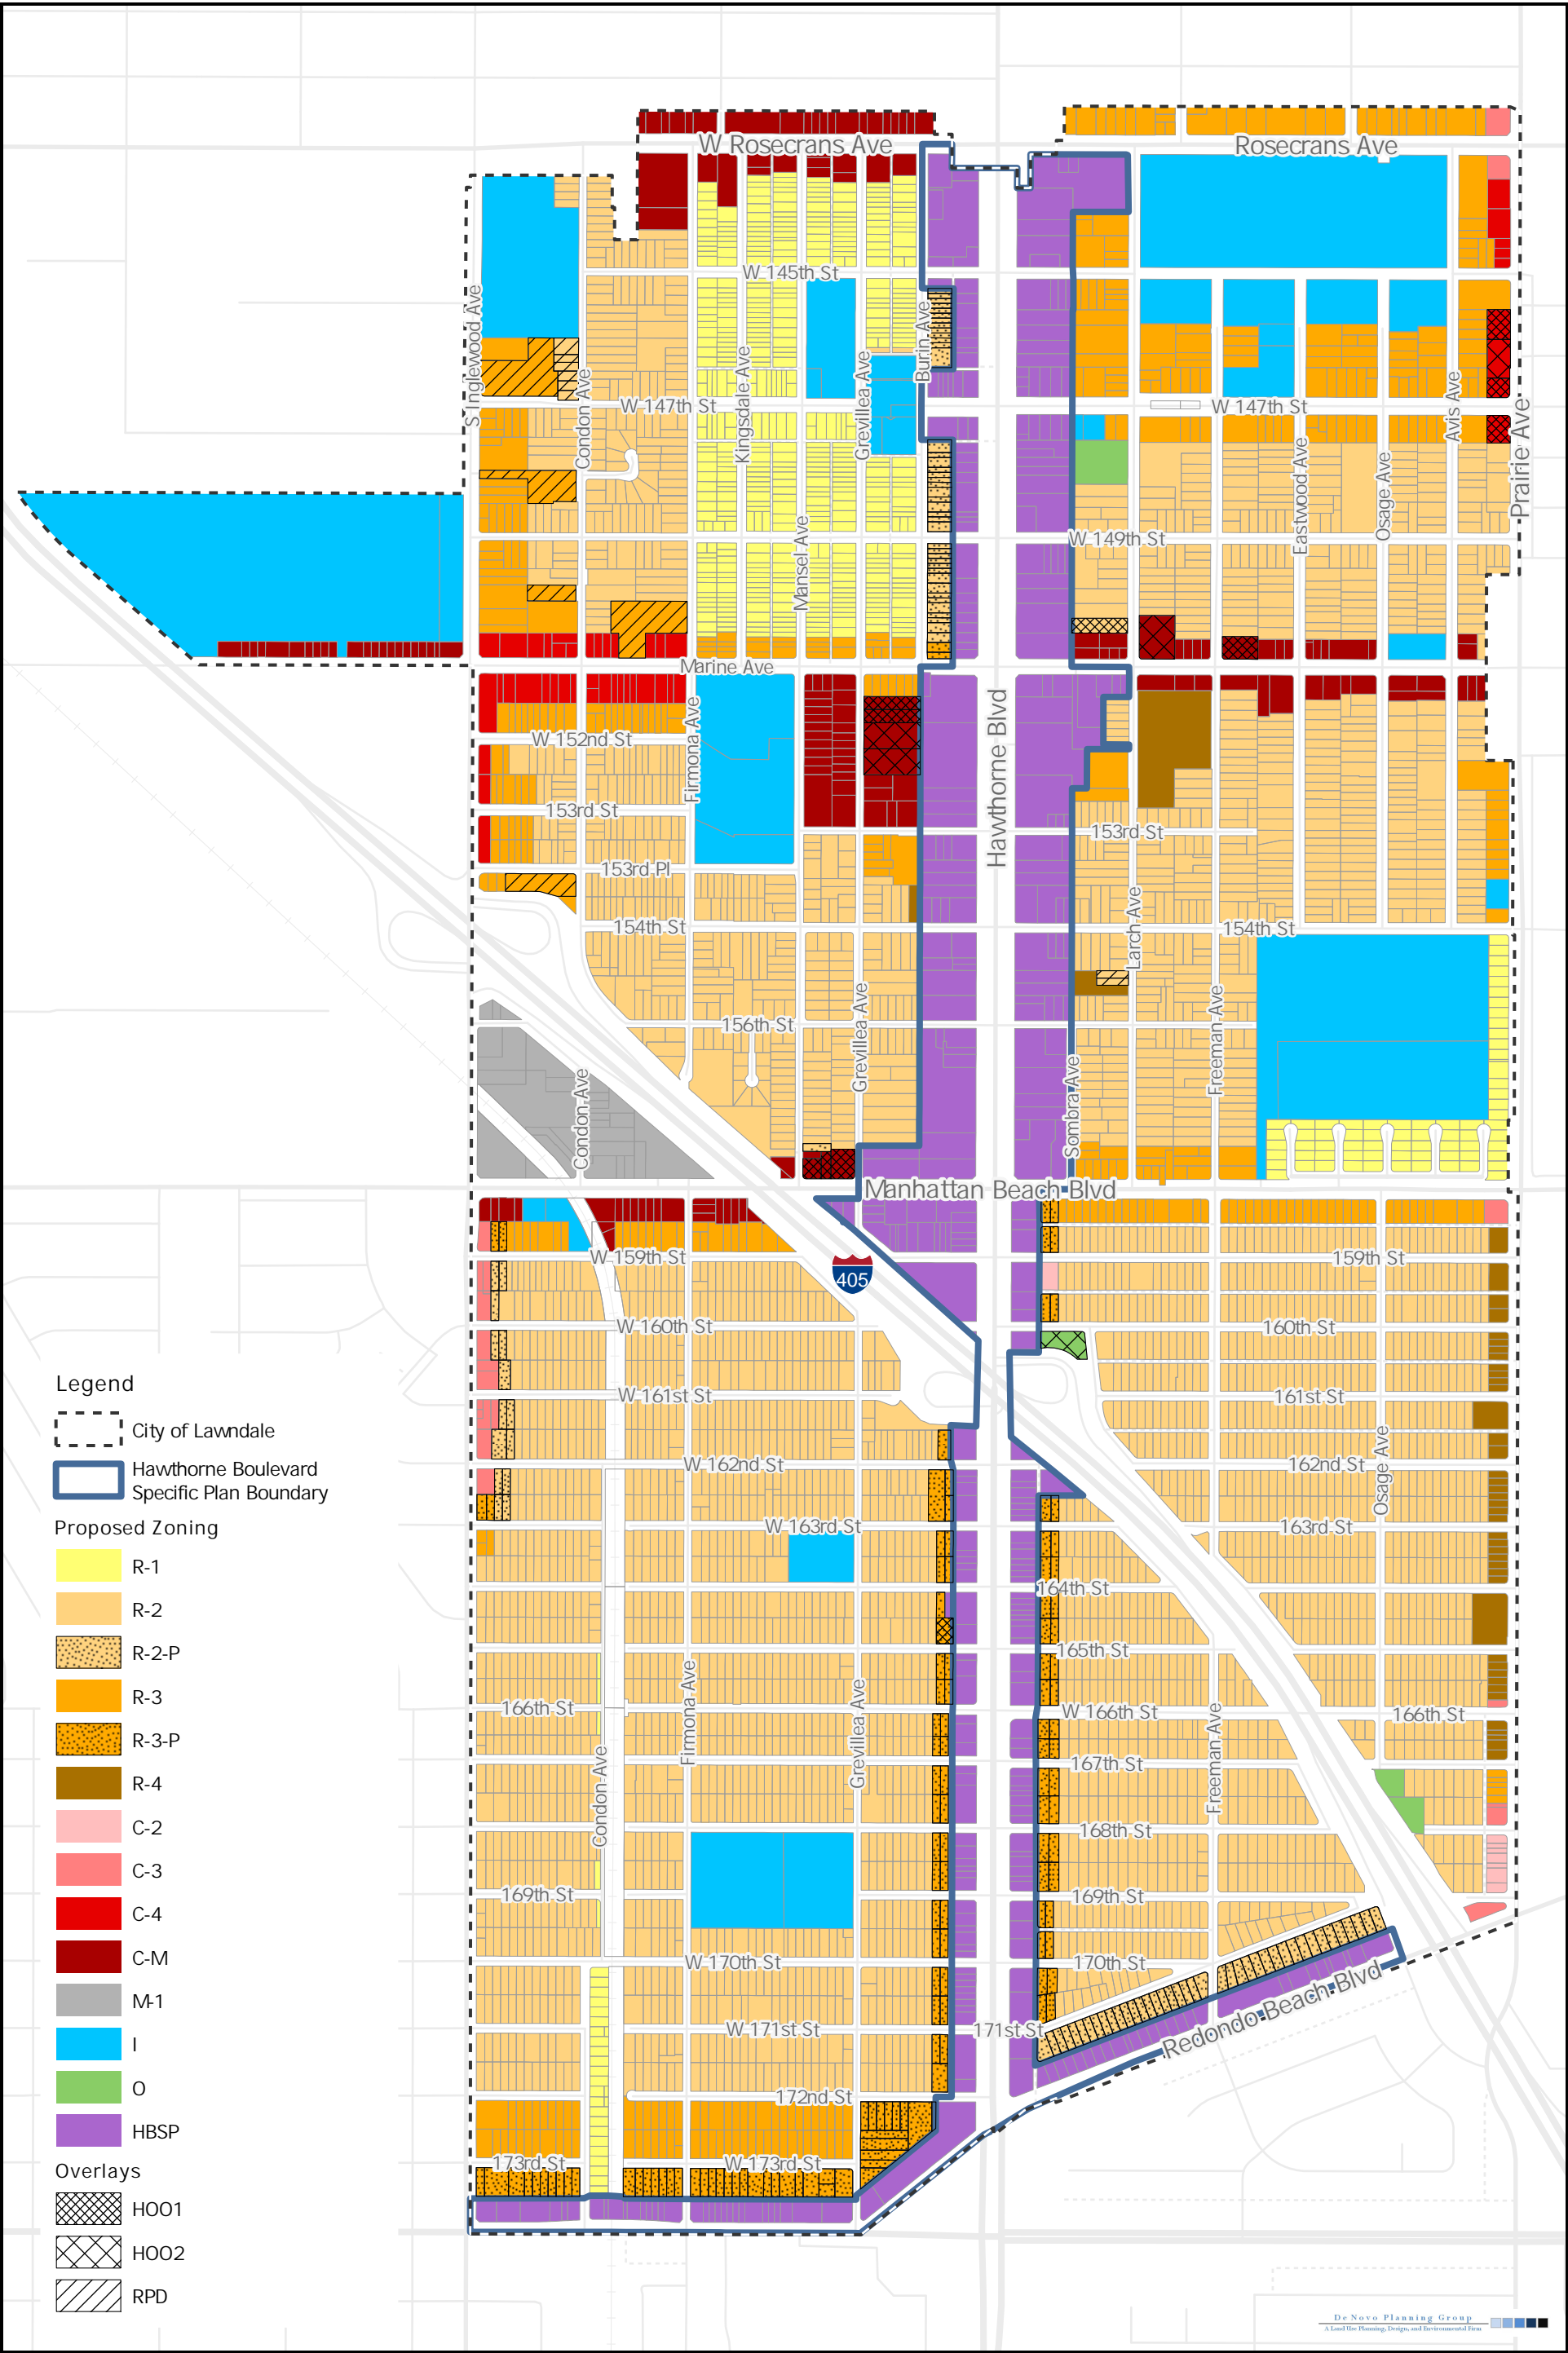 W Rosecrans Ave
Rosecrans Ave
W 145th St
S Inglewood Ave
Burin Ave
Kingsdale Ave
Grevillea Ave
Condon Ave
W 147th St
W 147th St
Avis Ave
Prairie Ave
Eastwood Ave
Osage Ave
Mansel Ave
W 149th St
Marine Ave
Firmona Ave
Hawthorne Blvd
W 152nd St
153rd St
153rd St
153rd Pl
Larch Ave
154th St
154th St
156th St
Grevillea Ave
Freeman Ave
Sombra Ave
Condon Ave
Manhattan Beach Blvd
W 159th St
159th St
405
W 160th St
160th St
W 161st St
161st St
Osage Ave
W 162nd St
162nd St
W 163rd St
163rd St
164th St
165th St
Firmona Ave
Grevillea Ave
166th St
W 166th St
166th St
Freeman Ave
Condon Ave
167th St
168th St
169th St
169th St
W 170th St
170th St
W 171st St
171st St
Redondo Beach Blvd
172nd St
173rd St
W 173rd St
Legend
City of Lawndale
Hawthorne Boulevard
Specific Plan Boundary
Proposed Zoning
R-1
R-2
R-2-P
R-3
R-3-P
R-4
C-2
C-3
C-4
C-M
M-1
I
O
HBSP
Overlays
HOO1
HOO2
RPD
De Novo Planning Group
A Land Use Planning, Design, and Environmental Firm